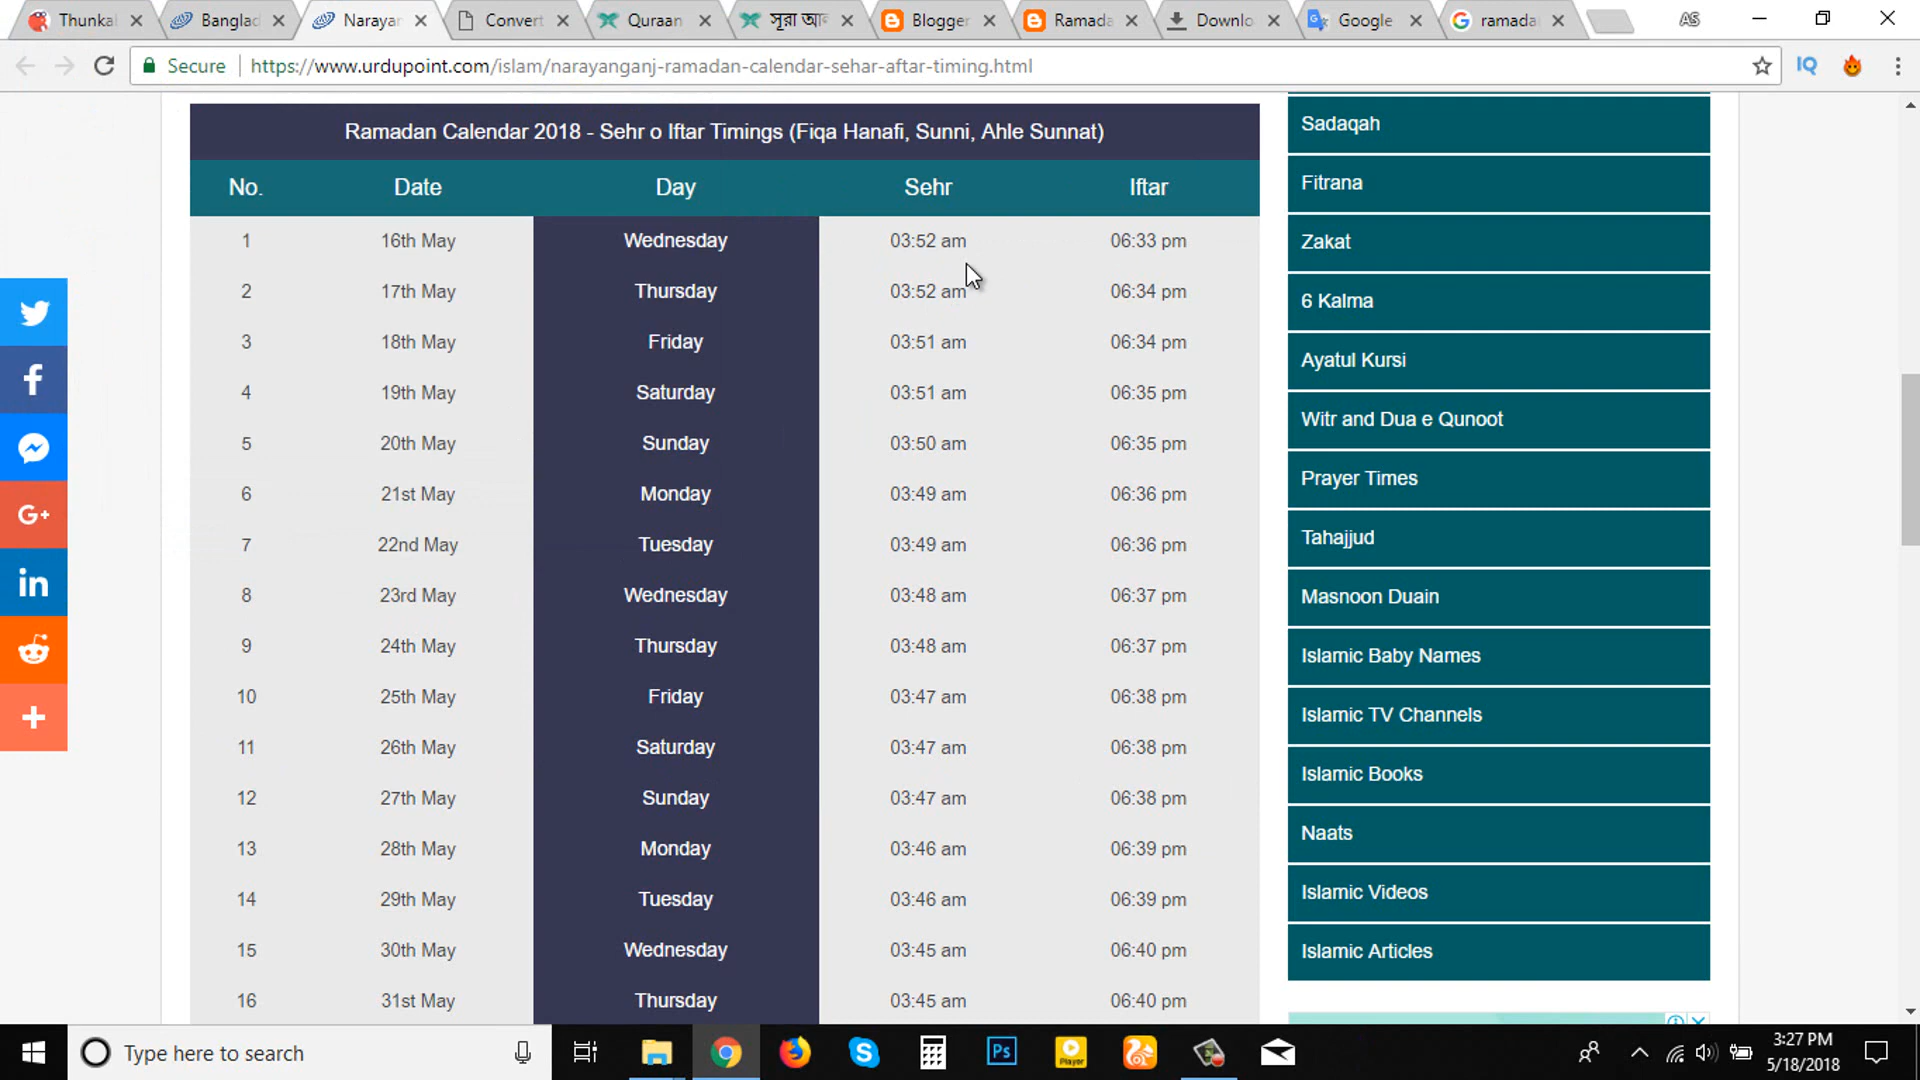 Thunkal
Banglad
Narayan
Convert
Quraan
সূরা আল
Blogger
Ramada
Downlo
Google
ramadan
AS
Secure
https://www.urdupoint.com/islam/narayanganj-ramadan-calendar-sehar-aftar-timing.html
IQ
Ramadan Calendar 2018 - Sehr o Iftar Timings (Fiqa Hanafi, Sunni, Ahle Sunnat)
No. Date Day Sehr Iftar
1 16th May Wednesday 03:52 am 06:33 pm
2 17th May Thursday 03:52 am 06:34 pm
3 18th May Friday 03:51 am 06:34 pm
4 19th May Saturday 03:51 am 06:35 pm
5 20th May Sunday 03:50 am 06:35 pm
6 21st May Monday 03:49 am 06:36 pm
7 22nd May Tuesday 03:49 am 06:36 pm
8 23rd May Wednesday 03:48 am 06:37 pm
9 24th May Thursday 03:48 am 06:37 pm
10 25th May Friday 03:47 am 06:38 pm
11 26th May Saturday 03:47 am 06:38 pm
12 27th May Sunday 03:47 am 06:38 pm
13 28th May Monday 03:46 am 06:39 pm
14 29th May Tuesday 03:46 am 06:39 pm
15 30th May Wednesday 03:45 am 06:40 pm
16 31st May Thursday 03:45 am 06:40 pm
Sadaqah
Fitrana
Zakat
6 Kalma
Ayatul Kursi
Witr and Dua e Qunoot
Prayer Times
Tahajjud
Masnoon Duain
Islamic Baby Names
Islamic TV Channels
Islamic Books
Naats
Islamic Videos
Islamic Articles
G+
in
Type here to search
Ps
Player
3:27 PM
5/18/2018